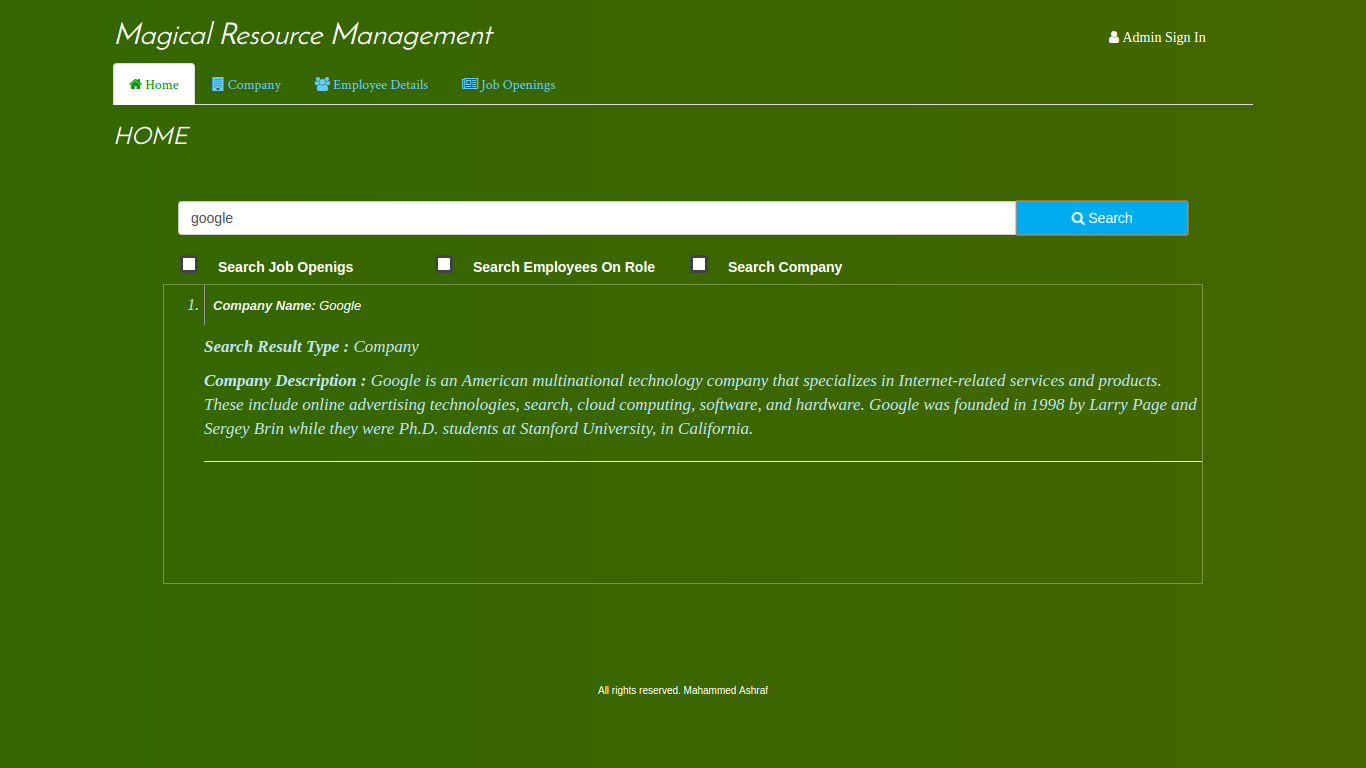 Magical Resource Management
Admin Sign In
Home
Company
Employee Details
Job Openings
HOME
google
Search
Search Job Openigs
Search Employees On Role
Search Company
1. Company Name: Google
Search Result Type : Company
Company Description : Google is an American multinational technology company that specializes in Internet-related services and products.
These include online advertising technologies, search, cloud computing, software, and hardware. Google was founded in 1998 by Larry Page and
Sergey Brin while they were Ph.D. students at Stanford University, in California.
All rights reserved. Mahammed Ashraf